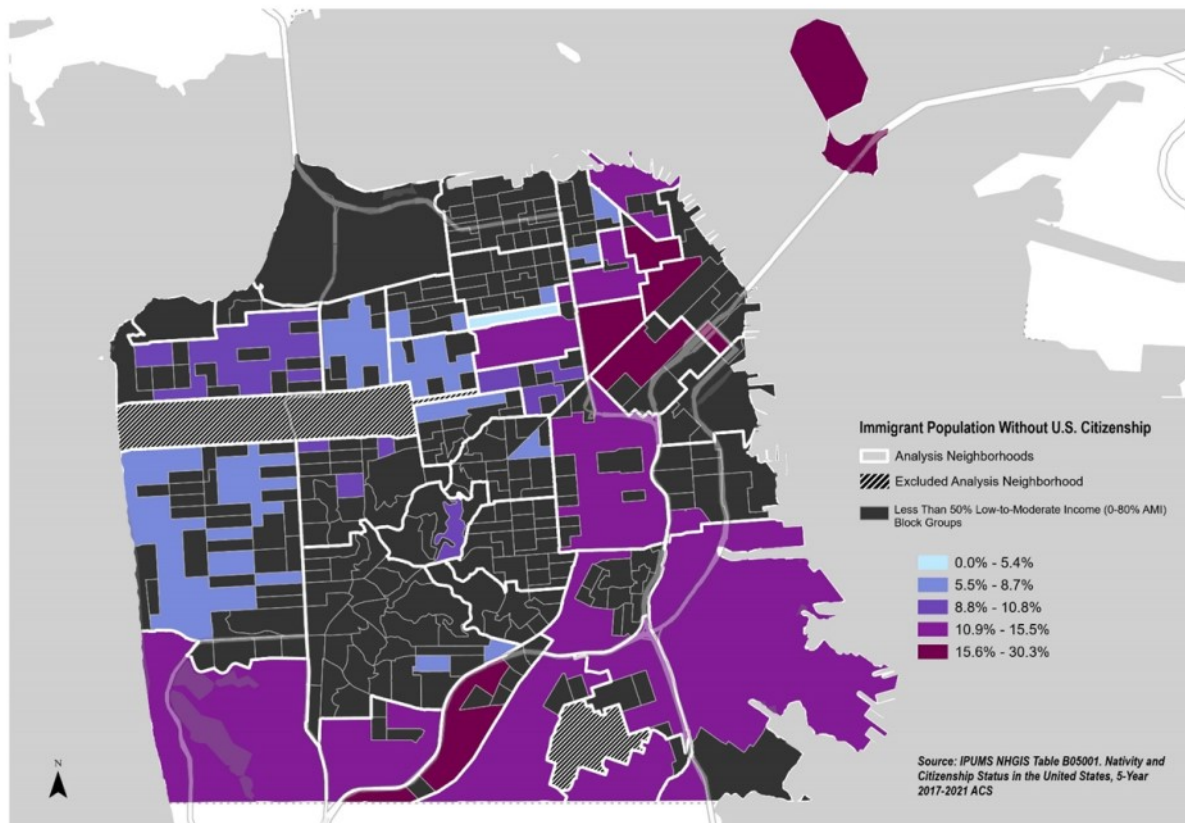 Immigrant Population Without U.S. Citizenship
Analysis Neighborhoods
Excluded Analysis Neighborhood
Less Than 50% Low-to-Moderate Income (0-80% AMI)
Block Groups
0.0% - 5.4%
5.5% - 8.7%
8.8% - 10.8%
10.9% - 15.5%
15.6% - 30.3%
N
Source: IPUMS NHGIS Table B05001. Nativity and
Citizenship Status in the United States, 5-Year
2017-2021 ACS